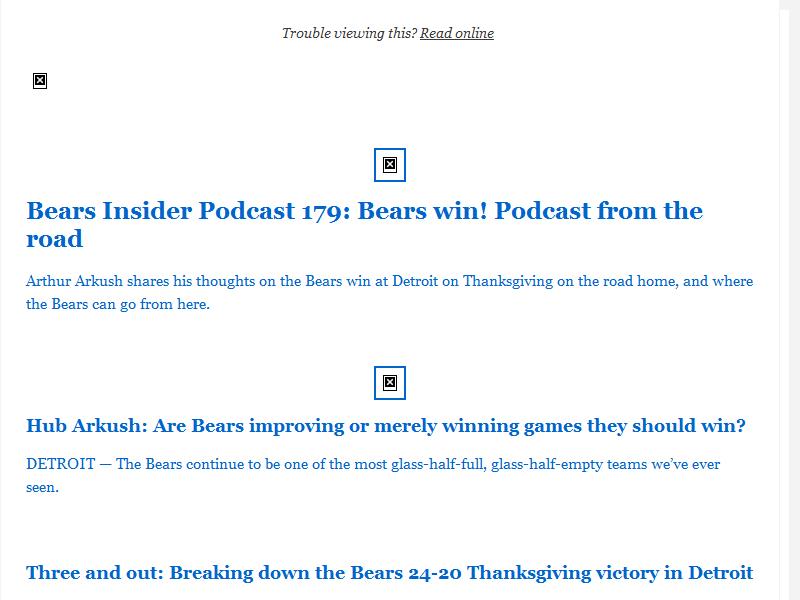 Trouble viewing this? Read online
Bears Insider Podcast 179: Bears win! Podcast from the
road
Arthur Arkush shares his thoughts on the Bears win at Detroit on Thanksgiving on the road home, and where
the Bears can go from here.
Hub Arkush: Are Bears improving or merely winning games they should win?
DETROIT — The Bears continue to be one of the most glass-half-full, glass-half-empty teams we’ve ever
seen.
Three and out: Breaking down the Bears 24-20 Thanksgiving victory in Detroit